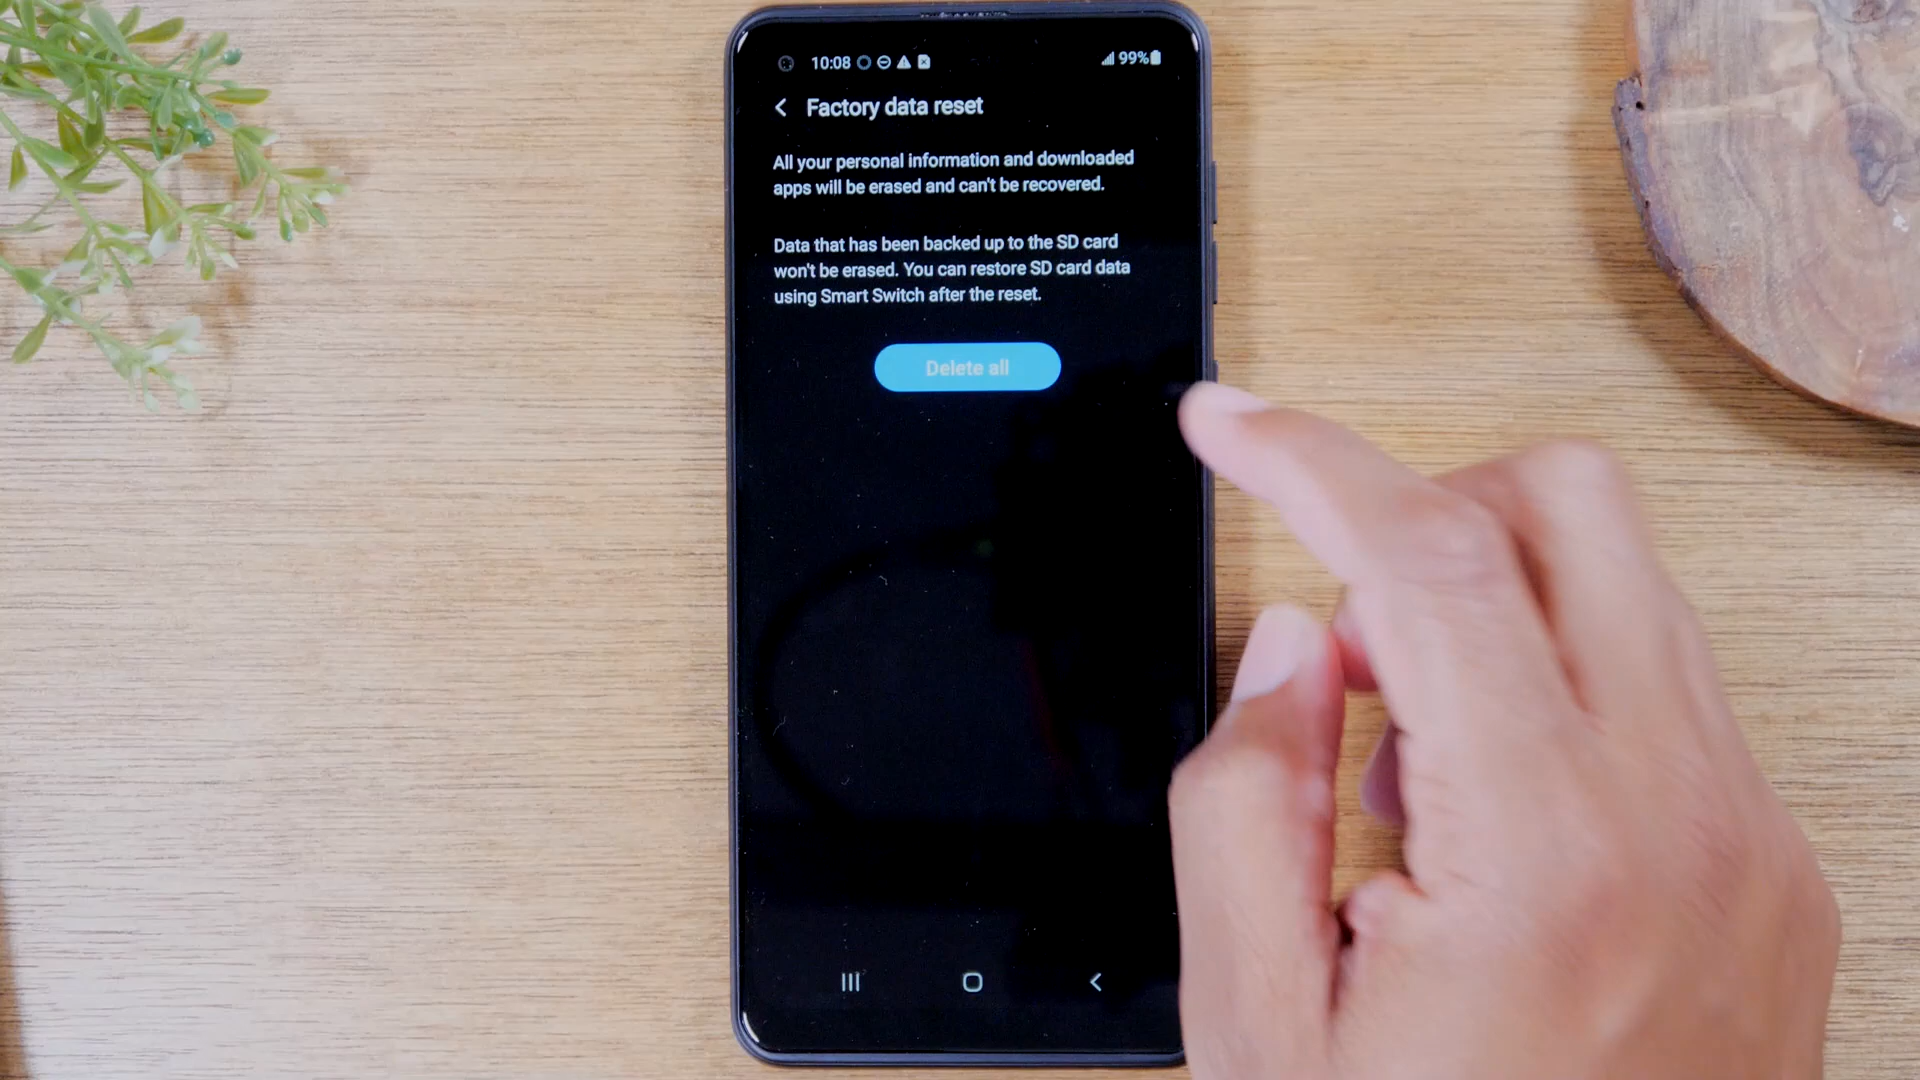 10:08
99%
Factory data reset
All your personal information and downloaded
apps will be erased and can't be recovered.
Data that has been backed up to the SD card
won't be erased. You can restore SD card data
using Smart Switch after the reset.
Delete all